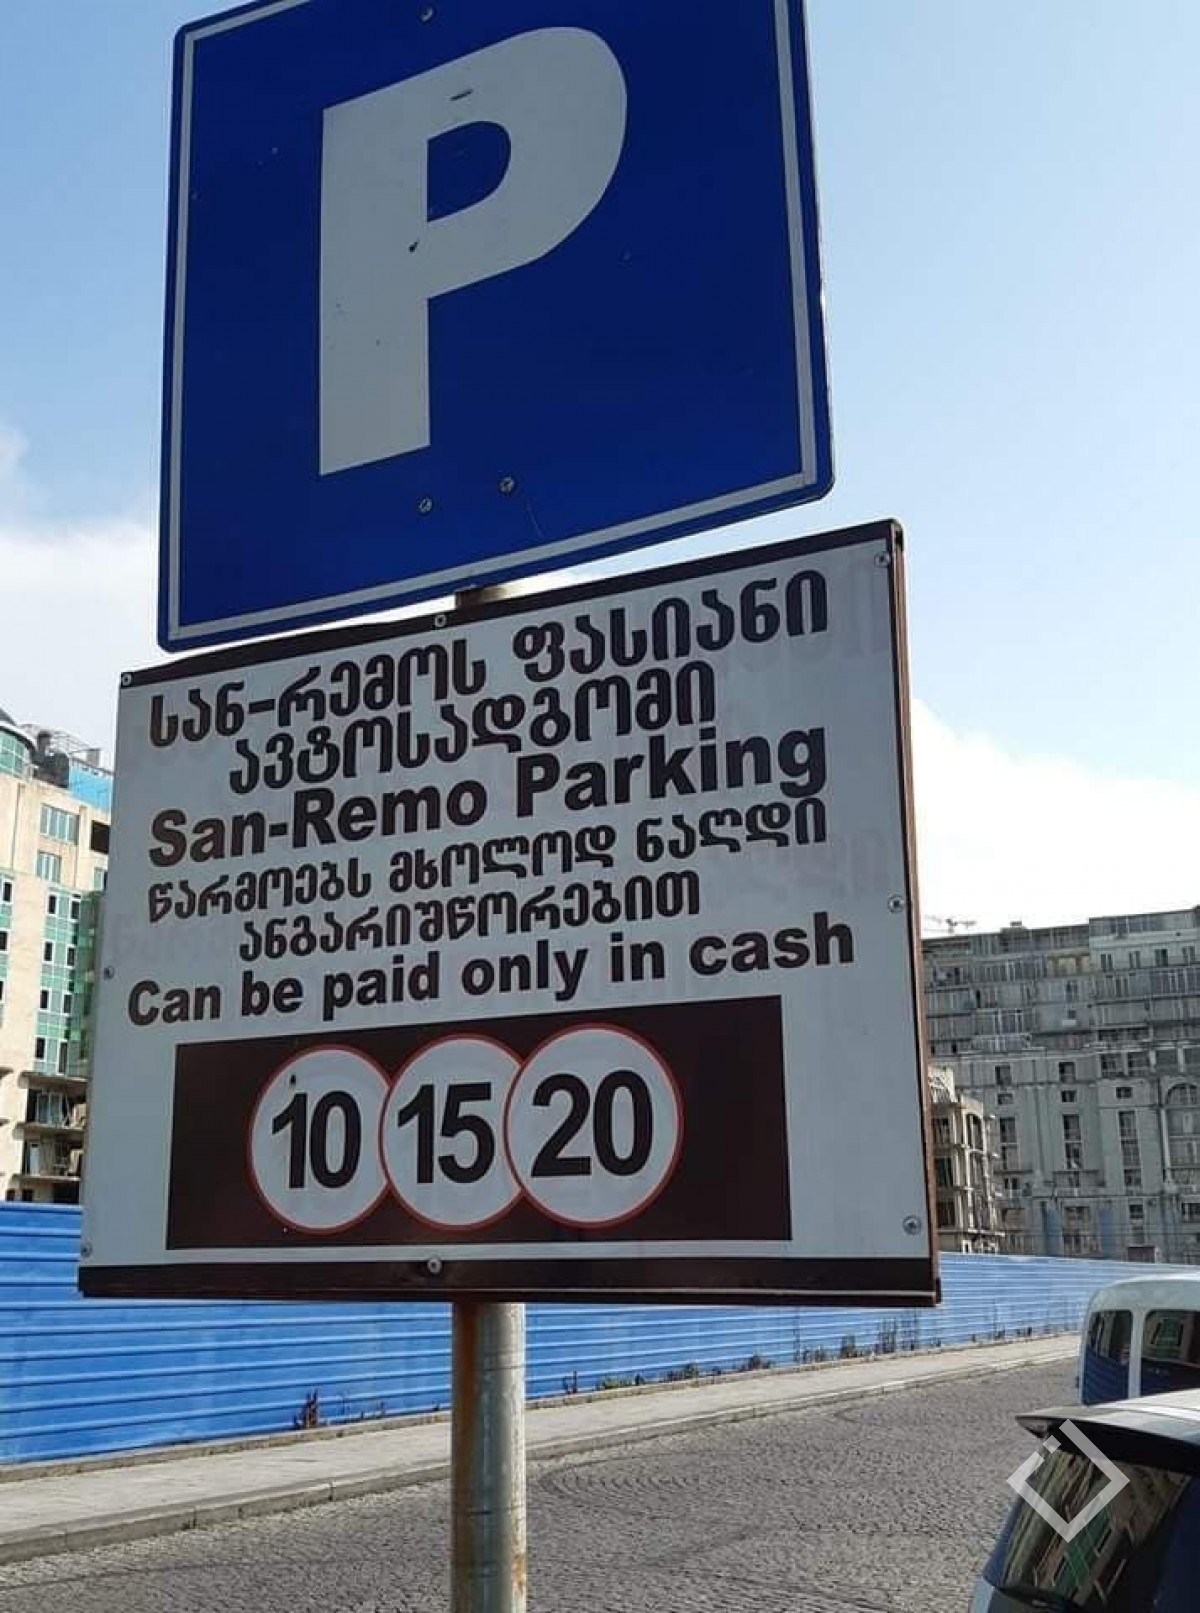 P
სან-რემოს ფასიანი
ავტოსადგომი
San-Remo Parking
წარმოებს მხოლოდ ნაღდი
ანგარიშწორებით
Can be paid only in cash
10 15 20